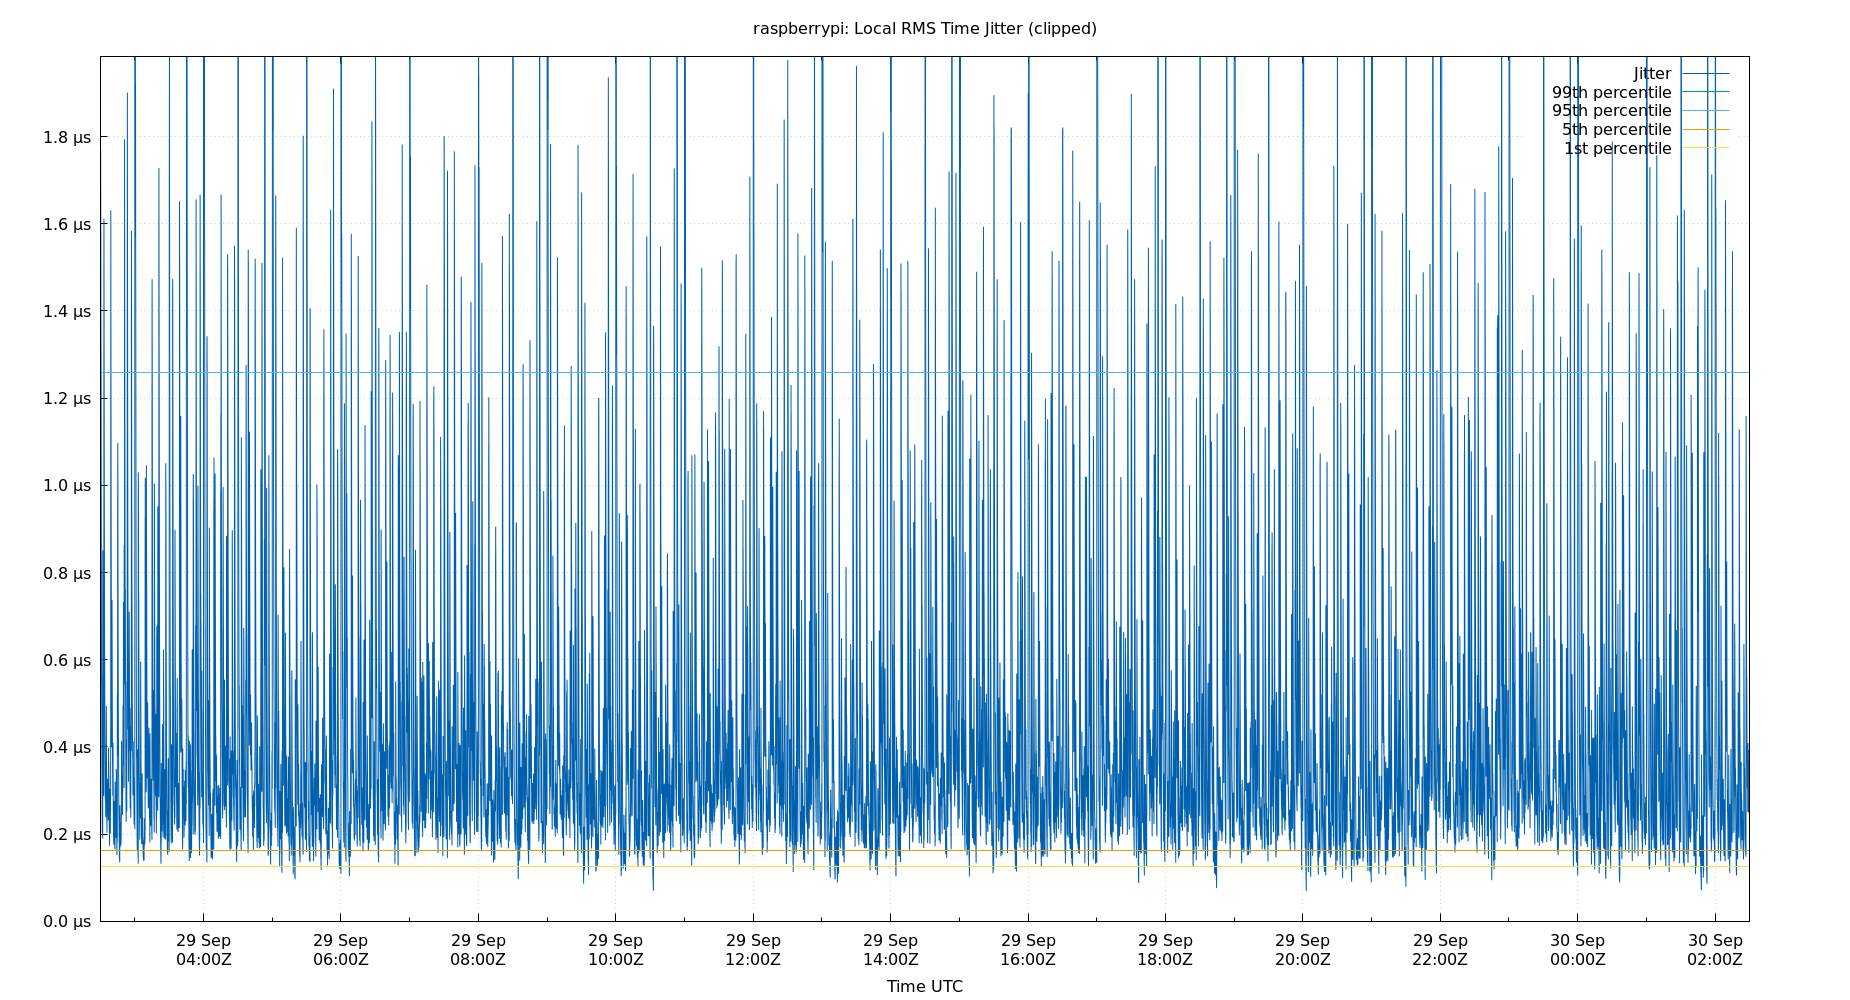 raspberrypi: Local RMS Time Jitter (clipped)
Jitter
99th percentile
95th percentile
5th percentile
1st percentile
1.8 µs
1.6 µs
1.4 µs
1.2 µs
1.0 µs
0.8 µs
0.6 µs
0.4 µs
0.2 µs
0.0 µs
29 Sep 29 Sep 29 Sep 29 Sep 29 Sep 29 Sep 29 Sep 29 Sep 29 Sep 29 Sep 30 Sep 30 Sep
04:00Z 06:00Z 08:00Z 10:00Z 12:00Z 14:00Z 16:00Z 18:00Z 20:00Z 22:00Z 00:00Z 02:00Z
Time UTC